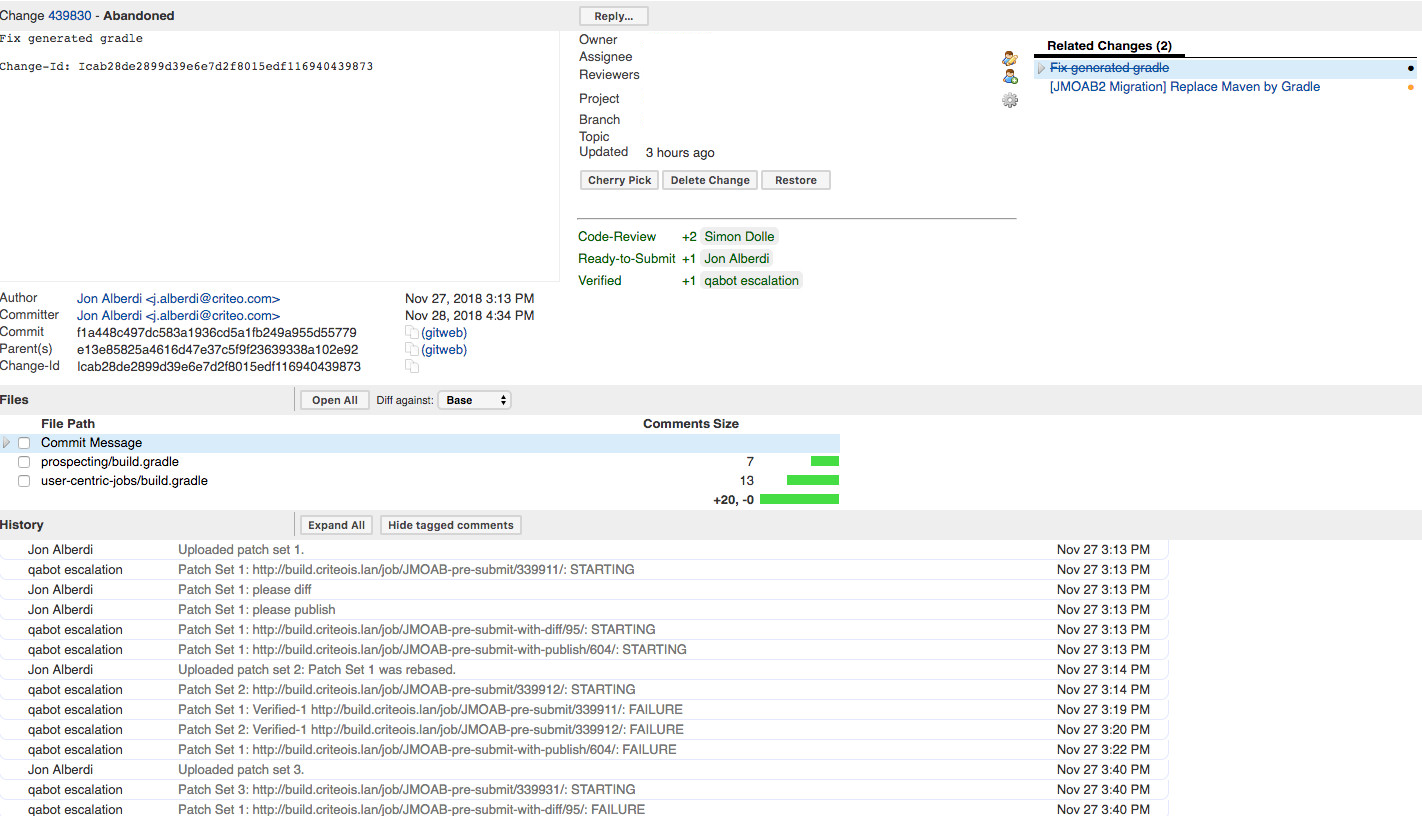 Change 439830 - Abandoned
Reply...
Fix generated gradle
Change-Id: Icab28de2899d39e6e7d2f8015edf116940439873
Owner
Assignee
Reviewers
Project
Branch
Topic
Updated 3 hours ago
Cherry Pick Delete Change Restore
Related Changes (2)
Fix generated gradle
[JMOAB2 Migration] Replace Maven by Gradle
Code-Review +2 Simon Dolle
Ready-to-Submit +1 Jon Alberdi
Verified +1 qabot escalation
Author Jon Alberdi <j.alberdi@criteo.com> Nov 27, 2018 3:13 PM
Committer Jon Alberdi <j.alberdi@criteo.com> Nov 28, 2018 4:34 PM
Commit f1a448c497dc583a1936cd5a1fb249a955d55779 (gitweb)
Parent(s) e13e85825a4616d47e37c5f9f23639338a102e92 (gitweb)
Change-Id Icab28de2899d39e6e7d2f8015edf116940439873
Files Open All Diff against: Base
File Path Comments Size
Commit Message
prospecting/build.gradle 7
user-centric-jobs/build.gradle 13
+20, -0
History Expand All Hide tagged comments
Jon Alberdi Uploaded patch set 1. Nov 27 3:13 PM
qabot escalation Patch Set 1: http://build.criteois.lan/job/JMOAB-pre-submit/339911/: STARTING Nov 27 3:13 PM
Jon Alberdi Patch Set 1: please diff Nov 27 3:13 PM
Jon Alberdi Patch Set 1: please publish Nov 27 3:13 PM
qabot escalation Patch Set 1: http://build.criteois.lan/job/JMOAB-pre-submit-with-diff/95/: STARTING Nov 27 3:13 PM
qabot escalation Patch Set 1: http://build.criteois.lan/job/JMOAB-pre-submit-with-publish/604/: STARTING Nov 27 3:13 PM
Jon Alberdi Uploaded patch set 2: Patch Set 1 was rebased. Nov 27 3:14 PM
qabot escalation Patch Set 2: http://build.criteois.lan/job/JMOAB-pre-submit/339912/: STARTING Nov 27 3:14 PM
qabot escalation Patch Set 1: Verified-1 http://build.criteois.lan/job/JMOAB-pre-submit/339911/: FAILURE Nov 27 3:19 PM
qabot escalation Patch Set 2: Verified-1 http://build.criteois.lan/job/JMOAB-pre-submit/339912/: FAILURE Nov 27 3:20 PM
qabot escalation Patch Set 1: http://build.criteois.lan/job/JMOAB-pre-submit-with-publish/604/: FAILURE Nov 27 3:22 PM
Jon Alberdi Uploaded patch set 3. Nov 27 3:40 PM
qabot escalation Patch Set 3: http://build.criteois.lan/job/JMOAB-pre-submit/339931/: STARTING Nov 27 3:40 PM
qabot escalation Patch Set 1: http://build.criteois.lan/job/JMOAB-pre-submit-with-diff/95/: FAILURE Nov 27 3:40 PM